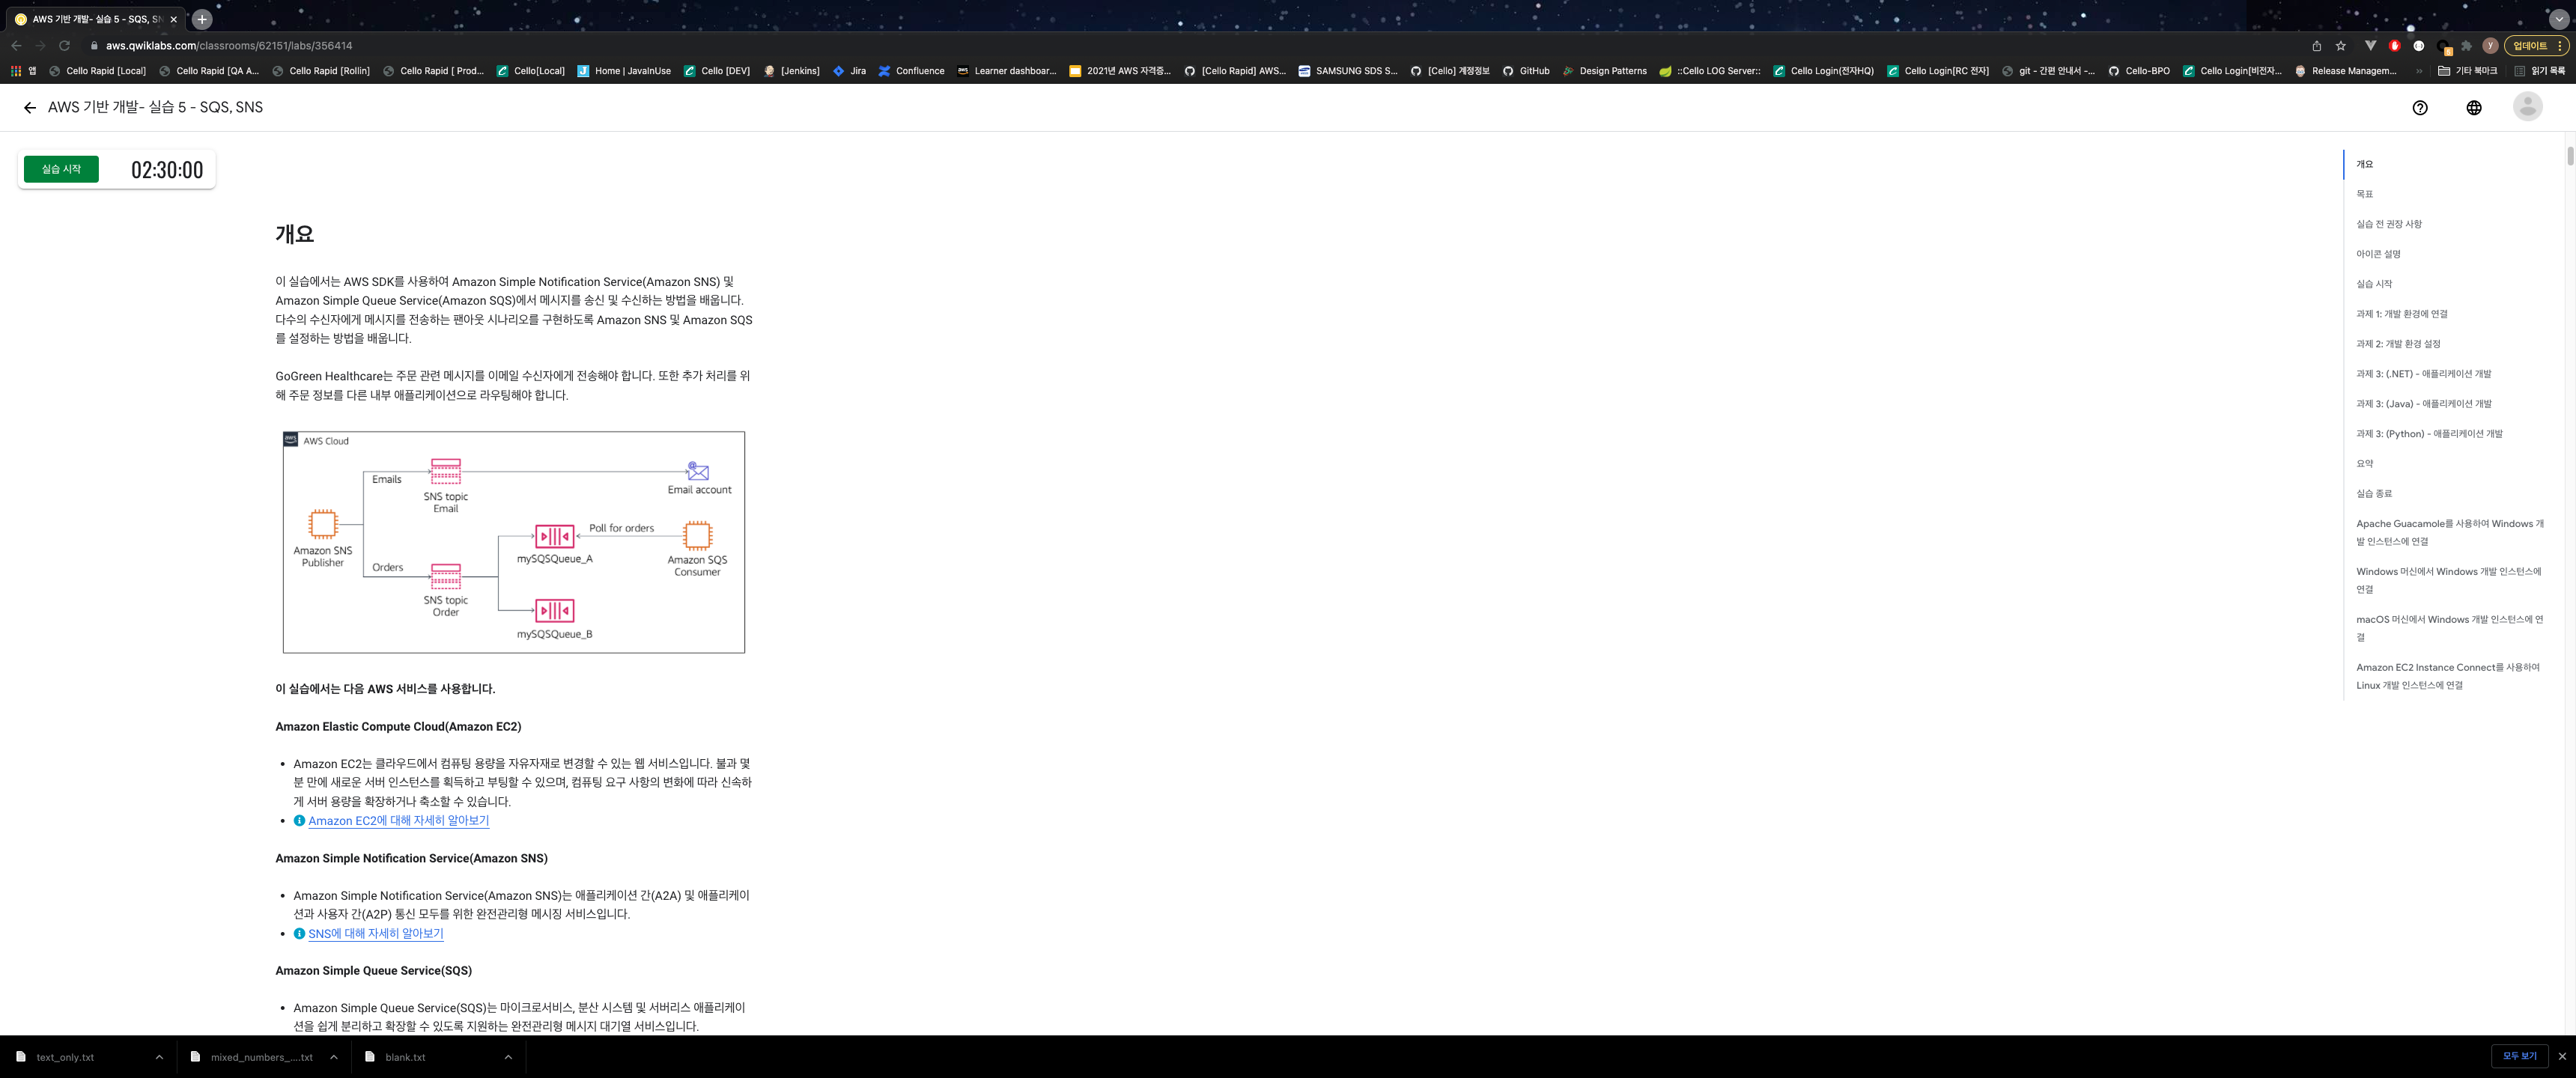 AWS 기반 개발- 실습 5 - SQS, SN
aws.qwiklabs.com/classrooms/62151/labs/356414
업데이트
앱
Cello Rapid [Local]
Cello Rapid [QA A...
Cello Rapid [Rollin]
Cello Rapid [ Prod...
Cello[Local]
Home | JavaInUse
Cello [DEV]
[Jenkins]
Jira
Confluence
Learner dashboar...
2021년 AWS 자격증...
[Cello Rapid] AWS...
SAMSUNG SDS S...
[Cello] 계정정보
GitHub
Design Patterns
::Cello LOG Server::
Cello Login(전자HQ)
Cello Login[RC 전자]
git - 간편 안내서 -...
Cello-BPO
Cello Login[비전자...
Release Managem...
기타 북마크
읽기 목록
AWS 기반 개발- 실습 5 - SQS, SNS
실습 시작
02:30:00
개요
이 실습에서는 AWS SDK를 사용하여 Amazon Simple Notification Service(Amazon SNS) 및
Amazon Simple Queue Service(Amazon SQS)에서 메시지를 송신 및 수신하는 방법을 배웁니다.
다수의 수신자에게 메시지를 전송하는 팬아웃 시나리오를 구현하도록 Amazon SNS 및 Amazon SQS
를 설정하는 방법을 배웁니다.
GoGreen Healthcare는 주문 관련 메시지를 이메일 수신자에게 전송해야 합니다. 또한 추가 처리를 위
해 주문 정보를 다른 내부 애플리케이션으로 라우팅해야 합니다.
aws
AWS Cloud
Emails
SNS topic
Email
Email account
Amazon SNS
Publisher
Poll for orders
mySQSQueue_A
Amazon SQS
Consumer
Orders
SNS topic
Order
mySQSQueue_B
이 실습에서는 다음 AWS 서비스를 사용합니다.
Amazon Elastic Compute Cloud(Amazon EC2)
Amazon EC2는 클라우드에서 컴퓨팅 용량을 자유자재로 변경할 수 있는 웹 서비스입니다. 불과 몇
분 만에 새로운 서버 인스턴스를 획득하고 부팅할 수 있으며, 컴퓨팅 요구 사항의 변화에 따라 신속하
게 서버 용량을 확장하거나 축소할 수 있습니다.
Amazon EC2에 대해 자세히 알아보기
Amazon Simple Notification Service(Amazon SNS)
Amazon Simple Notification Service(Amazon SNS)는 애플리케이션 간(A2A) 및 애플리케이
션과 사용자 간(A2P) 통신 모두를 위한 완전관리형 메시징 서비스입니다.
SNS에 대해 자세히 알아보기
Amazon Simple Queue Service(SQS)
Amazon Simple Queue Service(SQS)는 마이크로서비스, 분산 시스템 및 서버리스 애플리케이
션을 쉽게 분리하고 확장할 수 있도록 지원하는 완전관리형 메시지 대기열 서비스입니다.
개요
목표
실습 전 권장 사항
아이콘 설명
실습 시작
과제 1: 개발 환경에 연결
과제 2: 개발 환경 설정
과제 3: (.NET) - 애플리케이션 개발
과제 3: (Java) - 애플리케이션 개발
과제 3: (Python) - 애플리케이션 개발
요약
실습 종료
Apache Guacamole를 사용하여 Windows 개
발 인스턴스에 연결
Windows 머신에서 Windows 개발 인스턴스에
연결
macOS 머신에서 Windows 개발 인스턴스에 연
결
Amazon EC2 Instance Connect를 사용하여
Linux 개발 인스턴스에 연결
text_only.txt
mixed_numbers_....txt
blank.txt
모두 보기